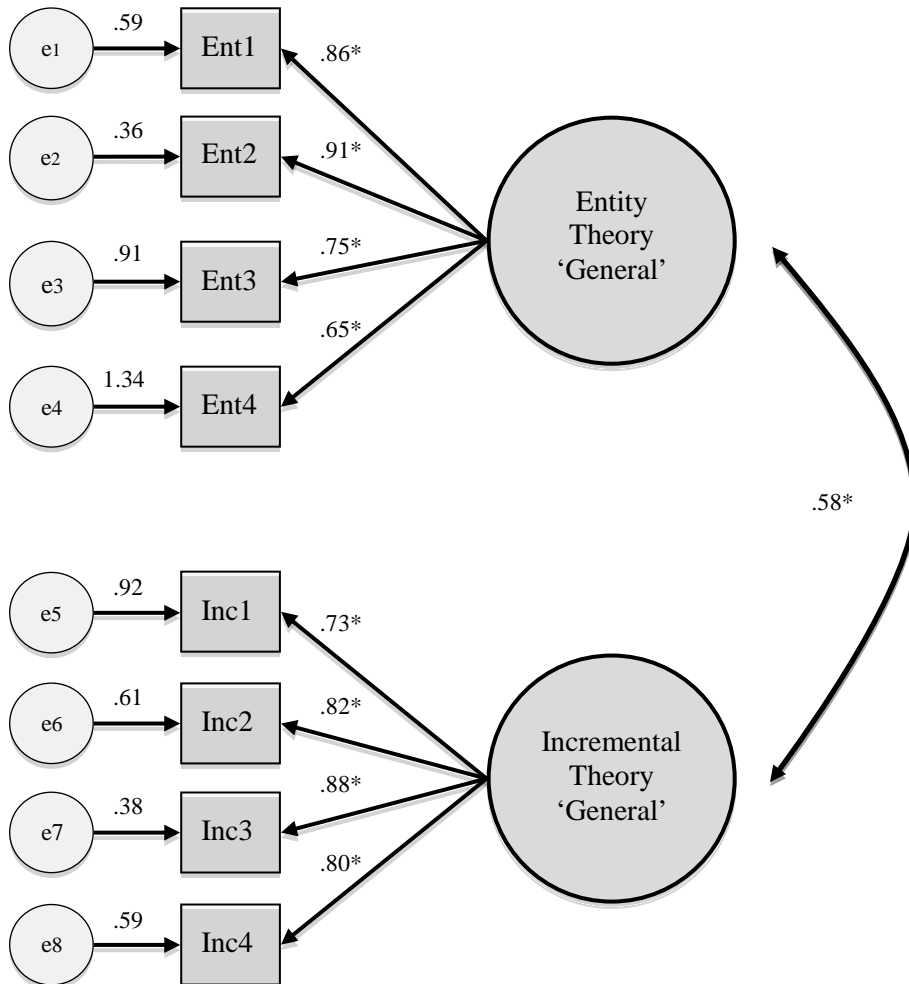 e1
.59
Ent1
.86*
e2
.36
Ent2
.91*
e3
.91
Ent3
.75*
e4
1.34
Ent4
.65*
Entity
Theory
‘General’
.58*
e5
.92
Inc1
.73*
e6
.61
Inc2
.82*
e7
.38
Inc3
.88*
e8
.59
Inc4
.80*
Incremental
Theory
‘General’